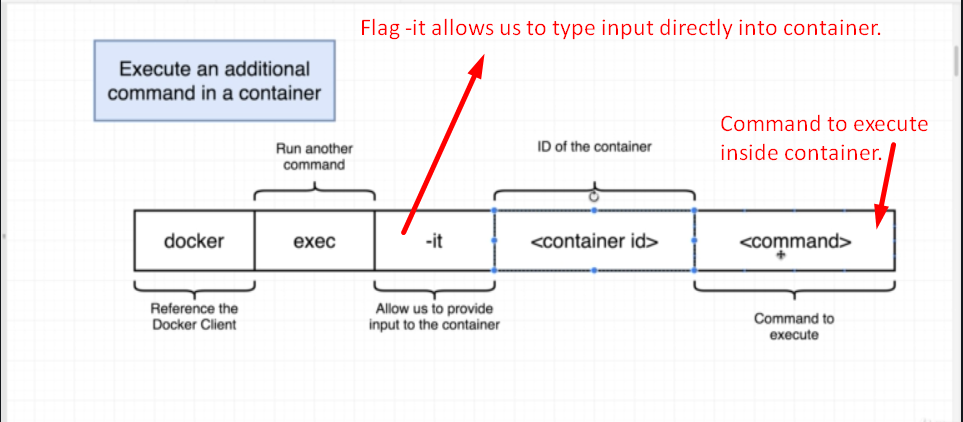 Flag -it allows us to type input directly into container.
Execute an additional
command in a container
Command to execute
inside container.
Run another
command
ID of the container
docker
exec
-it
<container id>
<command>
Reference the
Docker Client
Allow us to provide
input to the container
Command to
execute